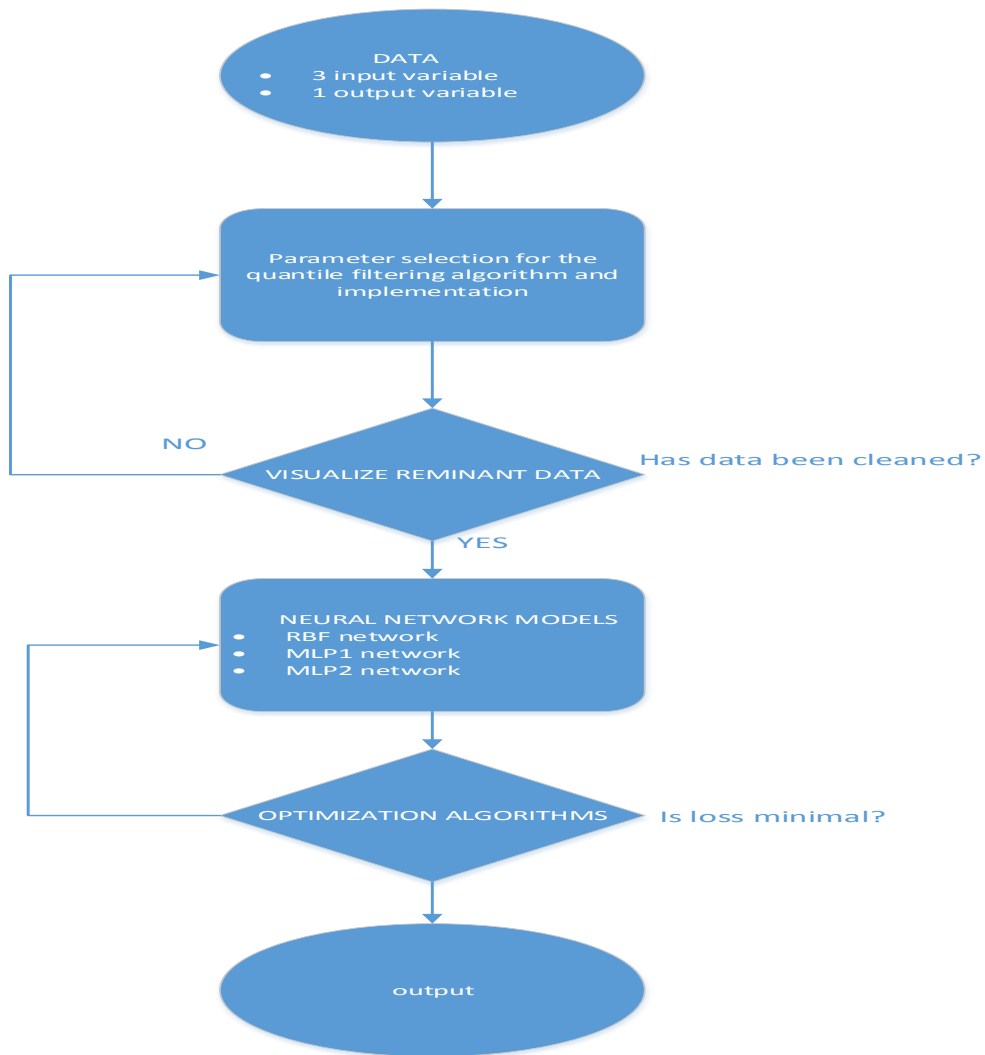 DATA
• 3 input variable
• 1 output variable
Parameter selection for the
quantile filtering algorithm and
implementation
NO
VISUALIZE REMINANT DATA
Has data been cleaned?
YES
NEURAL NETWORK MODELS
• RBF network
• MLP1 network
• MLP2 network
OPTIMIZATION ALGORITHMS
Is loss minimal?
output